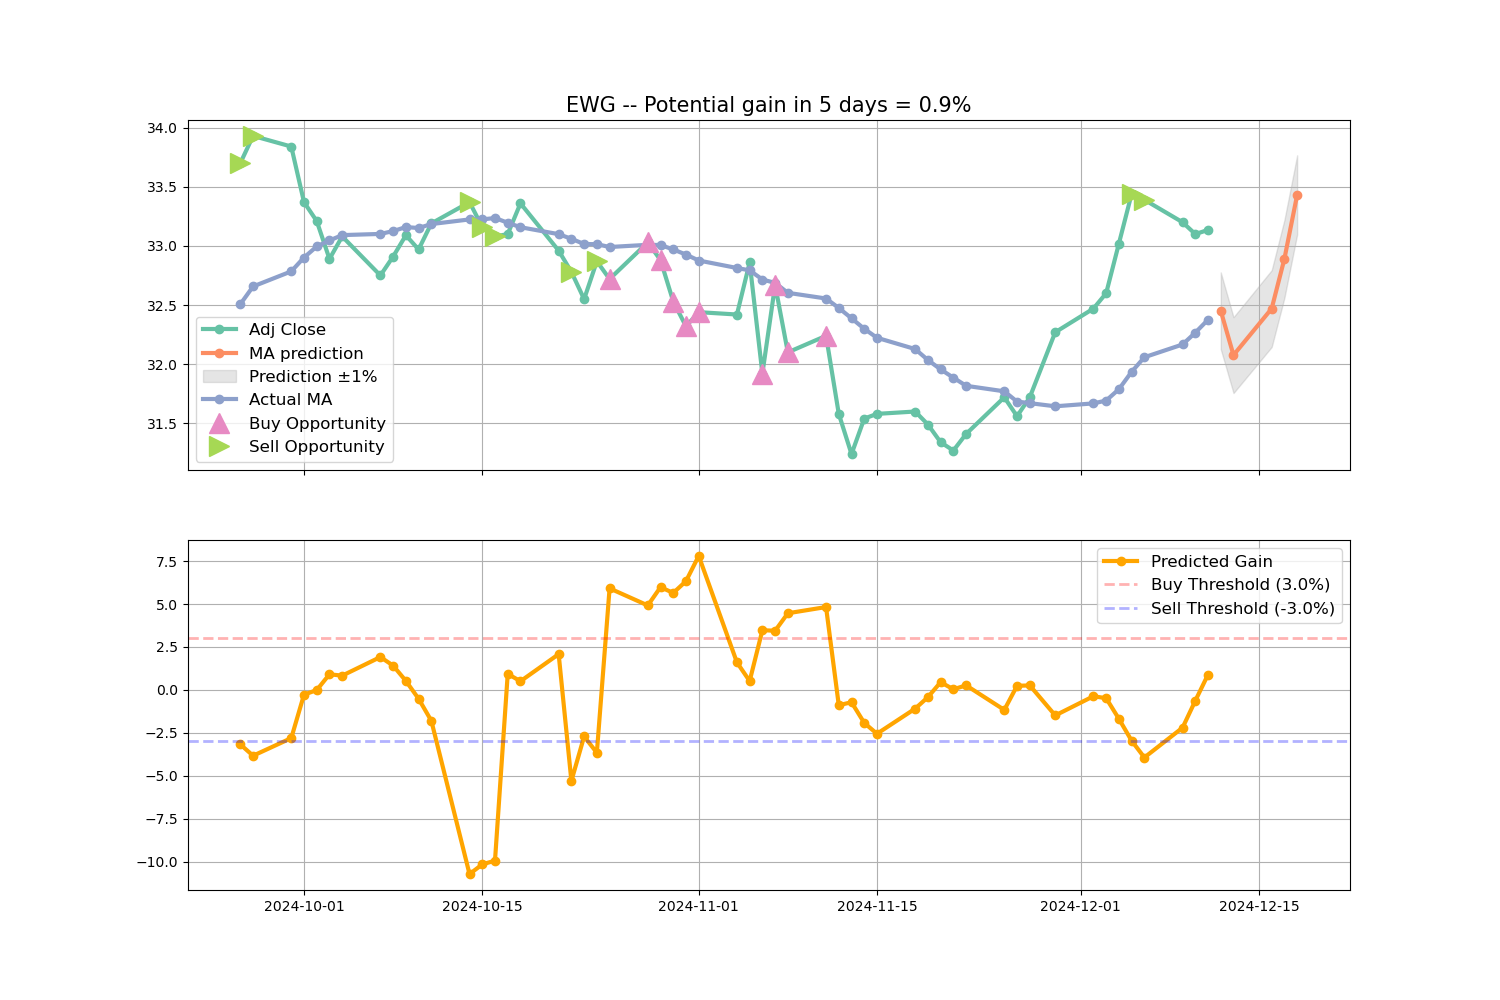 EWG -- Potential gain in 5 days = 0.9%
34.0
33.5
33.0
32.5
32.0
31.5
Adj Close
MA prediction
Prediction ±1%
Actual MA
Buy Opportunity
Sell Opportunity
7.5
5.0
2.5
0.0
−2.5
−5.0
−7.5
−10.0
Predicted Gain
Buy Threshold (3.0%)
Sell Threshold (-3.0%)
2024-10-01
2024-10-15
2024-11-01
2024-11-15
2024-12-01
2024-12-15